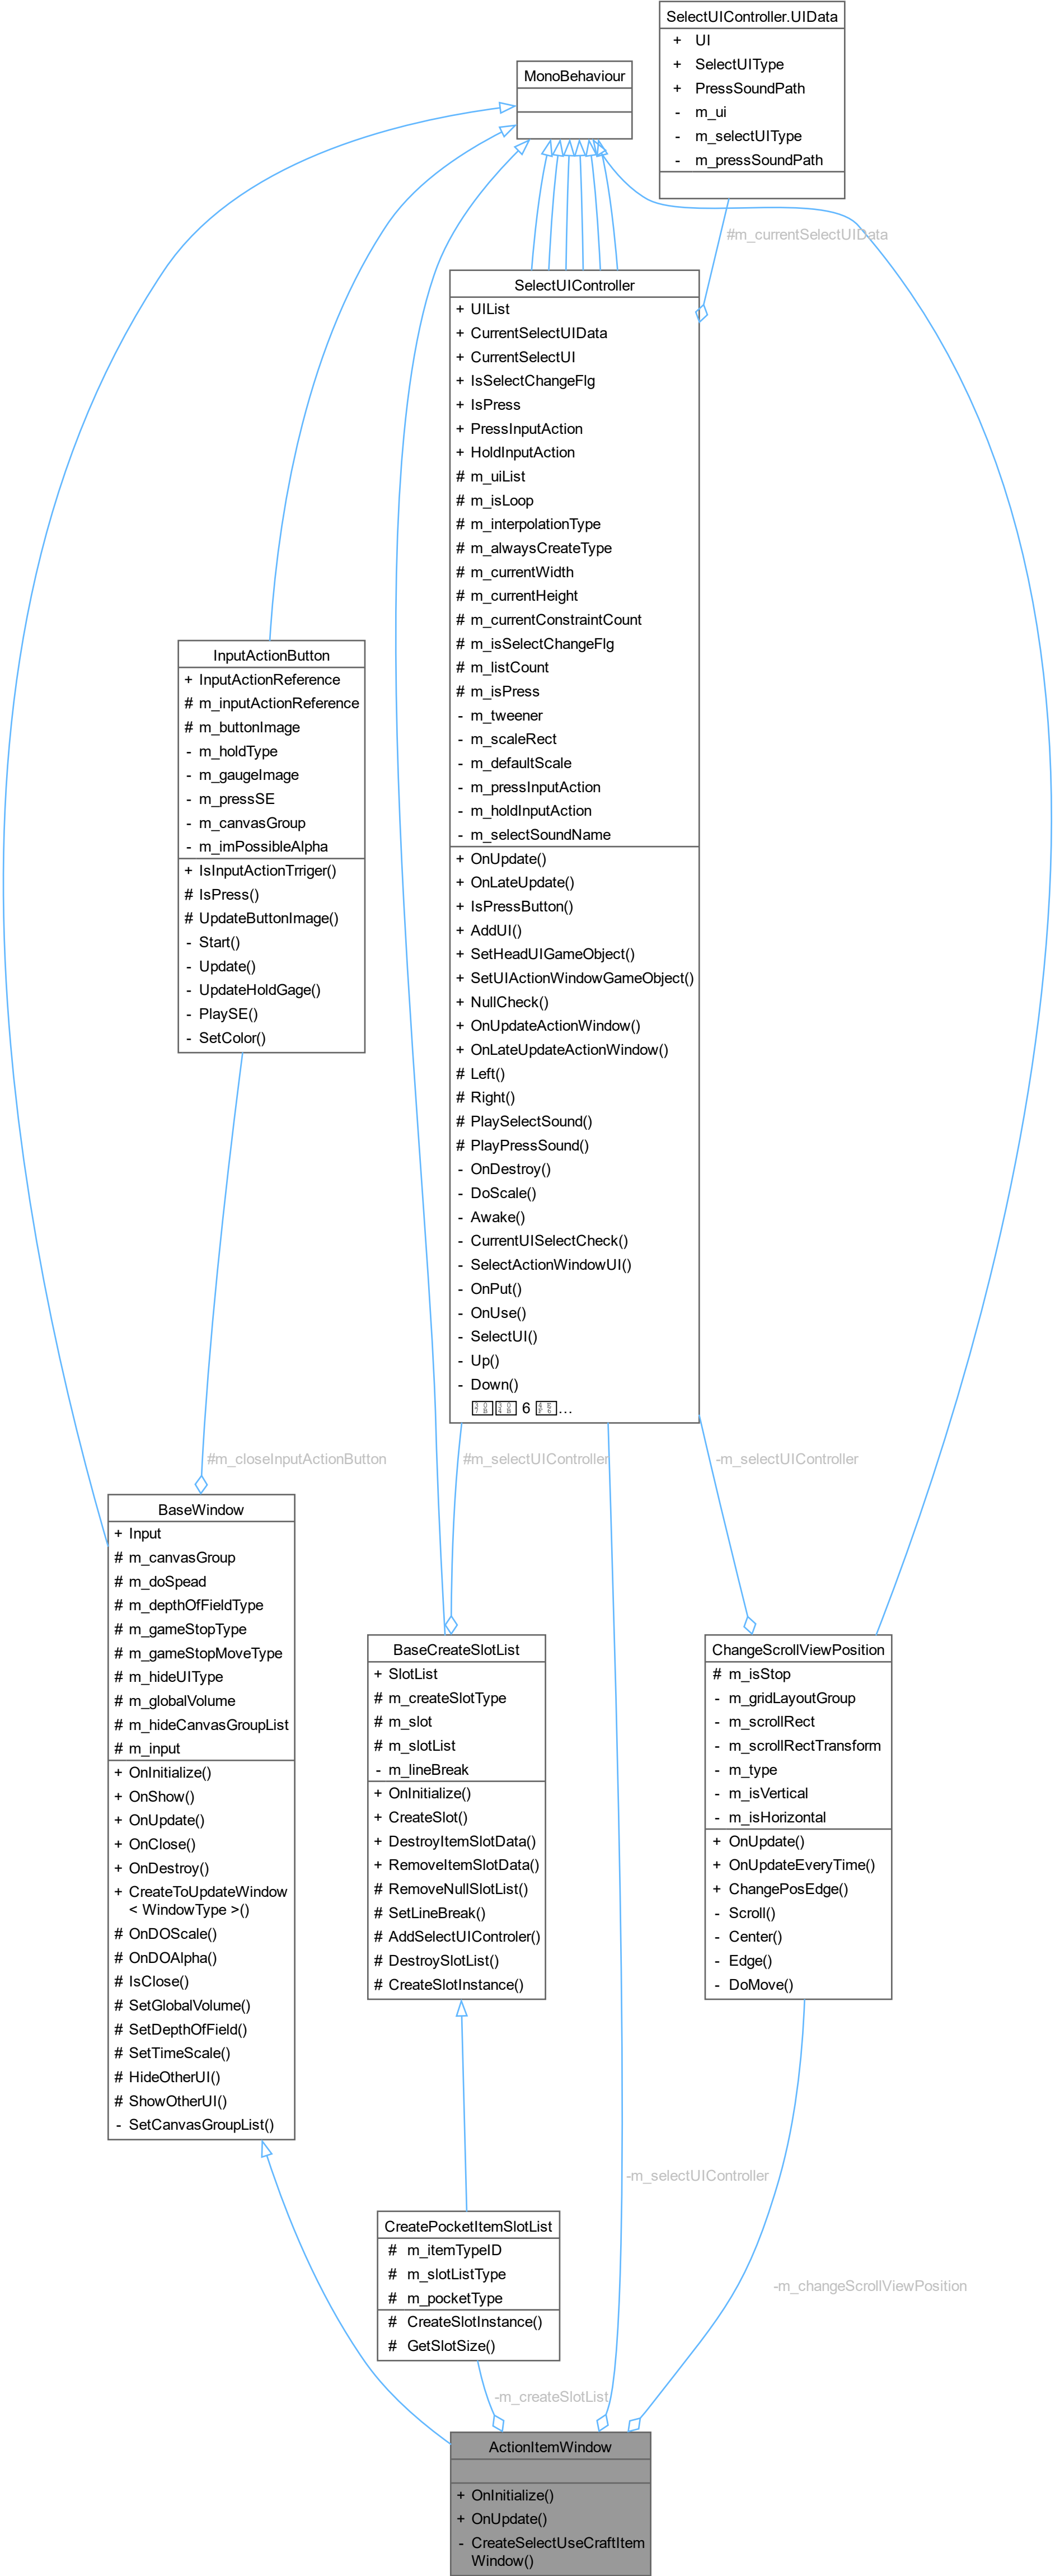 SelectUIController.UIData
+ UI
+ SelectUIType
+ PressSoundPath
- m_ui
- m_selectUIType
- m_pressSoundPath
MonoBehaviour
#m_currentSelectUIData
SelectUIController
+ UIList
+ CurrentSelectUIData
+ CurrentSelectUI
+ IsSelectChangeFlg
+ IsPress
+ PressInputAction
+ HoldInputAction
# m_uiList
# m_isLoop
# m_interpolationType
# m_alwaysCreateType
# m_currentWidth
# m_currentHeight
# m_currentConstraintCount
# m_isSelectChangeFlg
# m_listCount
# m_isPress
- m_tweener
- m_scaleRect
- m_defaultScale
- m_pressInputAction
- m_holdInputAction
- m_selectSoundName
+ OnUpdate()
+ OnLateUpdate()
+ IsPressButton()
+ AddUI()
+ SetHeadUIGameObject()
+ SetUIActionWindowGameObject()
+ NullCheck()
+ OnUpdateActionWindow()
+ OnLateUpdateActionWindow()
# Left()
# Right()
# PlaySelectSound()
# PlayPressSound()
- OnDestroy()
- DoScale()
- Awake()
- CurrentUISelectCheck()
- SelectActionWindowUI()
- OnPut()
- OnUse()
- SelectUI()
- Up()
- Down()
6 ...
InputActionButton
+ InputActionReference
# m_inputActionReference
# m_buttonImage
- m_holdType
- m_gaugeImage
- m_pressSE
- m_canvasGroup
- m_imPossibleAlpha
+ IsInputActionTrriger()
# IsPress()
# UpdateButtonImage()
- Start()
- Update()
- UpdateHoldGage()
- PlaySE()
- SetColor()
#m_closeInputActionButton
#m_selectUIController
-m_selectUIController
BaseWindow
+ Input
# m_canvasGroup
# m_doSpead
# m_depthOfFieldType
# m_gameStopType
# m_gameStopMoveType
# m_hideUIType
# m_globalVolume
# m_hideCanvasGroupList
# m_input
+ OnInitialize()
+ OnShow()
+ OnUpdate()
+ OnClose()
+ OnDestroy()
+ CreateToUpdateWindow
< WindowType >()
# OnDOScale()
# OnDOAlpha()
# IsClose()
# SetGlobalVolume()
# SetDepthOfField()
# SetTimeScale()
# HideOtherUI()
# ShowOtherUI()
- SetCanvasGroupList()
BaseCreateSlotList
+ SlotList
# m_createSlotType
# m_slot
# m_slotList
- m_lineBreak
+ OnInitialize()
+ CreateSlot()
+ DestroyItemSlotData()
+ RemoveItemSlotData()
# RemoveNullSlotList()
# SetLineBreak()
# AddSelectUIControler()
# DestroySlotList()
# CreateSlotInstance()
ChangeScrollViewPosition
# m_isStop
- m_gridLayoutGroup
- m_scrollRect
- m_scrollRectTransform
- m_type
- m_isVertical
- m_isHorizontal
+ OnUpdate()
+ OnUpdateEveryTime()
+ ChangePosEdge()
- Scroll()
- Center()
- Edge()
- DoMove()
-m_selectUIController
CreatePocketItemSlotList
# m_itemTypeID
# m_slotListType
# m_pocketType
# CreateSlotInstance()
# GetSlotSize()
-m_changeScrollViewPosition
-m_createSlotList
ActionItemWindow
+ OnInitialize()
+ OnUpdate()
- CreateSelectUseCraftItem
Window()